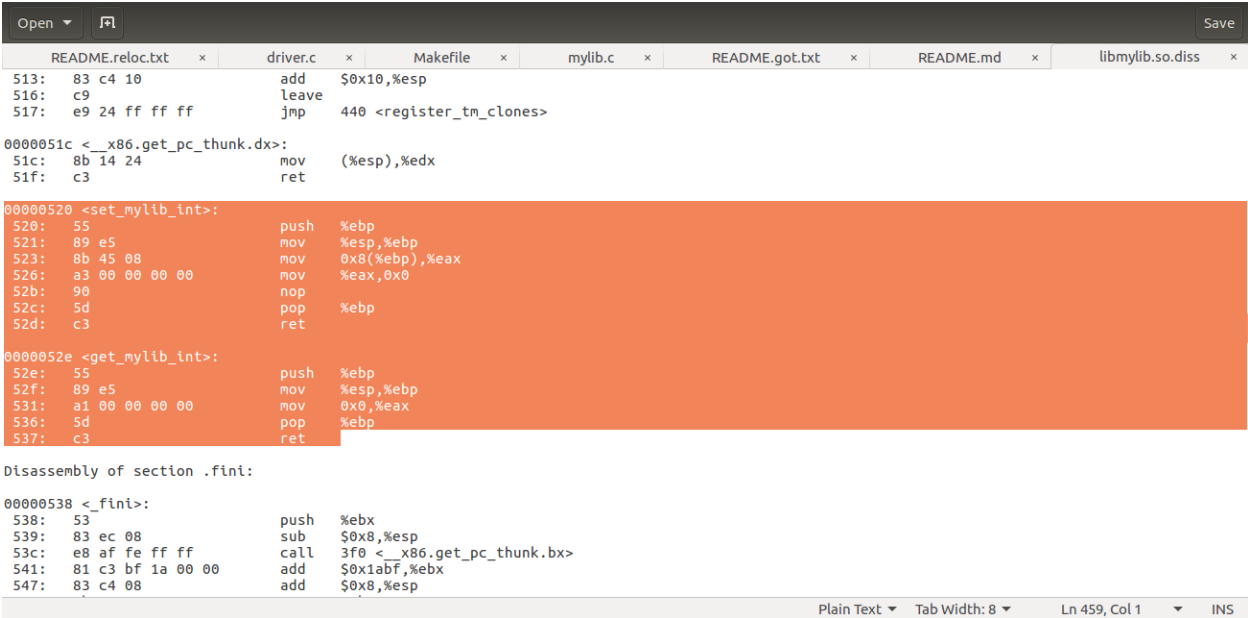 Open Save
README.reloc.txt × driver.c × Makefile × mylib.c × README.got.txt × README.md × libmylib.so.diss ×
513: 83 c4 10 add $0x10,%esp
516: c9 leave
517: e9 24 ff ff ff jmp 440 <register_tm_clones>
0000051c <__x86.get_pc_thunk.dx>:
51c: 8b 14 24 mov (%esp),%edx
51f: c3 ret
00000520 <set_mylib_int>:
520: 55 push %ebp
521: 89 e5 mov %esp,%ebp
523: 8b 45 08 mov 0x8(%ebp),%eax
526: a3 00 00 00 00 mov %eax,0x0
52b: 90 nop
52c: 5d pop %ebp
52d: c3 ret
0000052e <get_mylib_int>:
52e: 55 push %ebp
52f: 89 e5 mov %esp,%ebp
531: a1 00 00 00 00 mov 0x0,%eax
536: 5d pop %ebp
537: c3 ret
Disassembly of section .fini:
00000538 <_fini>:
538: 53 push %ebx
539: 83 ec 08 sub $0x8,%esp
53c: e8 af fe ff ff call 3f0 <__x86.get_pc_thunk.bx>
541: 81 c3 bf 1a 00 00 add $0x1abf,%ebx
547: 83 c4 08 add $0x8,%esp
Plain Text Tab Width: 8 Ln 459, Col 1 INS